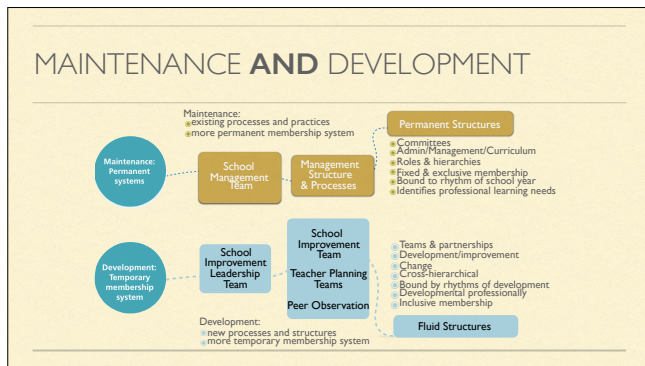 MAINTENANCE AND DEVELOPMENT
Maintenance:
existing processes and practices
more permanent membership system
Maintenance:
Permanent
systems
School
Management
Team
Management
Structure
& Processes
Permanent Structures
Committees
Admin/Management/Curriculum
Roles & hierarchies
Fixed & exclusive membership
Bound to rhythm of school year
Identifies professional learning needs
Development:
Temporary
membership
system
School
Improvement
Leadership
Team
School
Improvement
Team
Teacher Planning
Teams
Peer Observation
Teams & partnerships
Development/improvement
Change
Cross-hierarchical
Bound by rhythms of development
Developmental professionally
Inclusive membership
Fluid Structures
Development:
new processes and structures
more temporary membership system